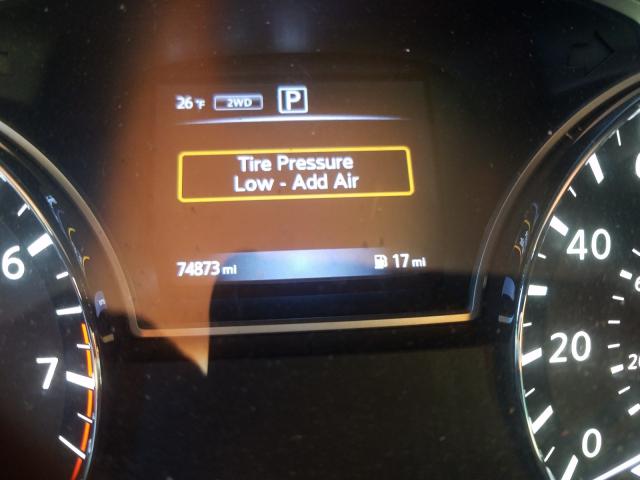 26°F 2WD P
Tire Pressure
Low - Add Air
74873 mi 17 mi
6
7
40
20
0